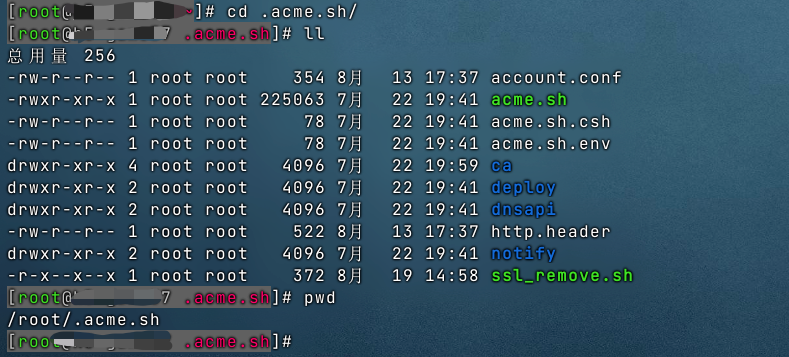 [root@ ~]# cd .acme.sh/
[root@ 7 .acme.sh]# ll
总用量 256
-rw-r--r-- 1 root root    354 8月   13 17:37 account.conf
-rwxr-xr-x 1 root root 225063 7月   22 19:41 acme.sh
-rw-r--r-- 1 root root     78 7月   22 19:41 acme.sh.csh
-rw-r--r-- 1 root root     78 7月   22 19:41 acme.sh.env
drwxr-xr-x 4 root root   4096 7月   22 19:59 ca
drwxr-xr-x 2 root root   4096 7月   22 19:41 deploy
drwxr-xr-x 2 root root   4096 7月   22 19:41 dnsapi
-rw-r--r-- 1 root root    522 8月   13 17:37 http.header
drwxr-xr-x 2 root root   4096 7月   22 19:41 notify
-r-x--x--x 1 root root    372 8月   19 14:58 ssl_remove.sh
[root@ 7 .acme.sh]# pwd
/root/.acme.sh
[root .acme.sh]#